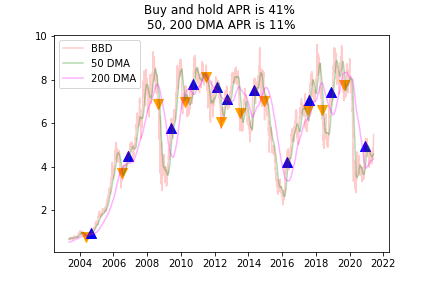 Buy and hold APR is 41%
50, 200 DMA APR is 11%
BBD
50 DMA
200 DMA
10
8
6
4
2
2004 2006 2008 2010 2012 2014 2016 2018 2020 2022